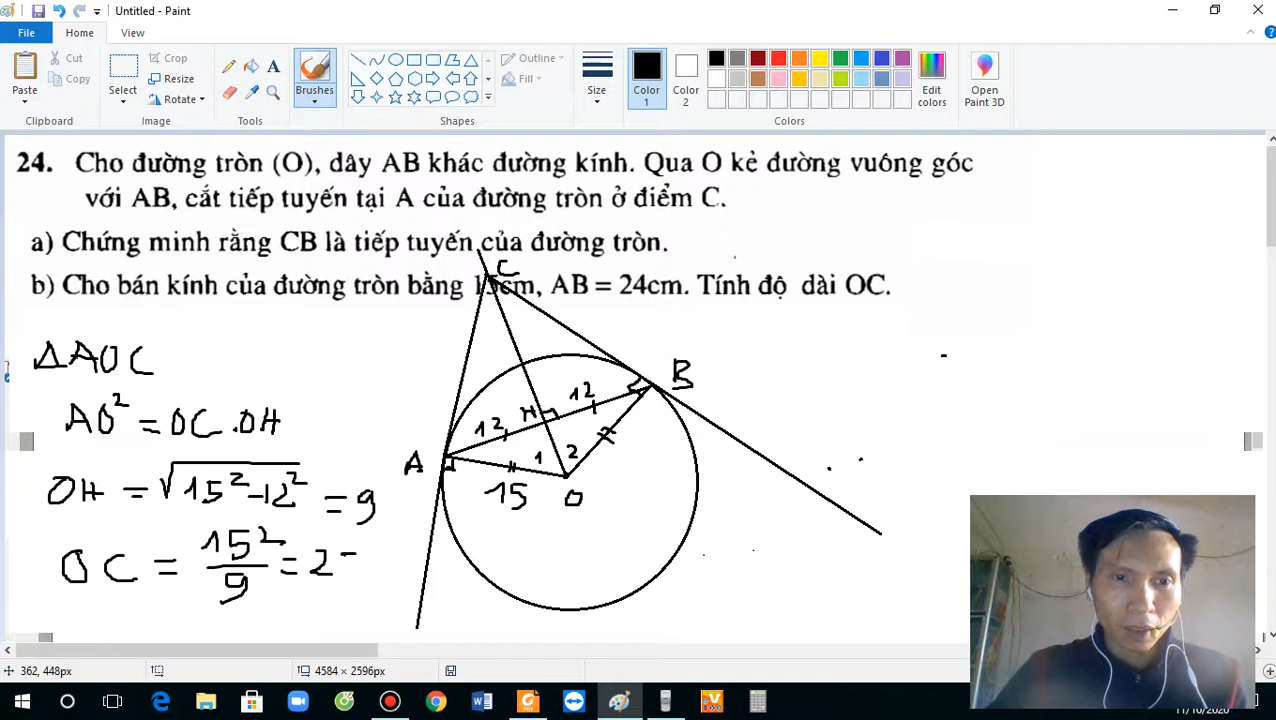 Untitled - Paint
File
Home
View
Paste
Cut
Copy
Clipboard
Select
Crop
Resize
Rotate
Image
Tools
Brushes
Shapes
Outline
Fill
Size
Color 1
Color 2
Colors
Edit colors
Open Paint 3D
24. Cho đường tròn (O), dây AB khác đường kính. Qua O kẻ đường vuông góc
với AB, cắt tiếp tuyến tại A của đường tròn ở điểm C.
a) Chứng minh rằng CB là tiếp tuyến của đường tròn.
b) Cho bán kính của đường tròn bằng 15cm, AB = 24cm. Tính độ dài OC.
C
B
12
H
12
A
1
2
15
O
ΔAOC
AO² = OC.OH
OH = √15²-12² = 9
OC = 15²/9 = 2
362, 448px
4584 × 2596px
11/10/2020